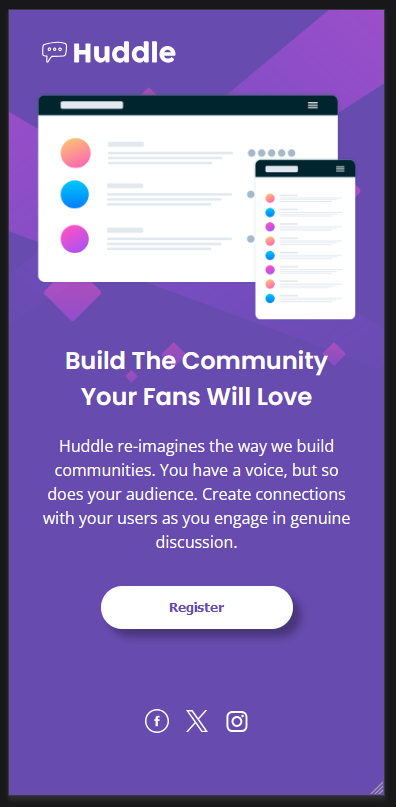 Huddle
Build The Community
Your Fans Will Love
Huddle re-imagines the way we build
communities. You have a voice, but so
does your audience. Create connections
with your users as you engage in genuine
discussion.
Register